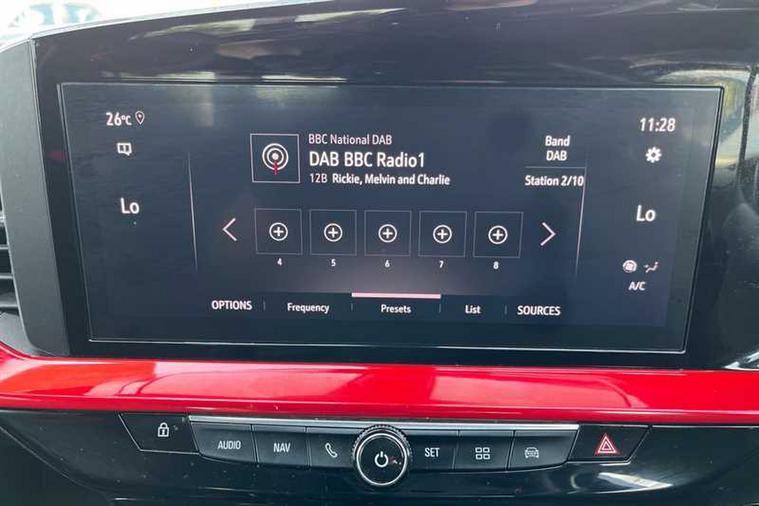 26°C
11:28
BBC National DAB
DAB BBC Radio1
12B Rickie, Melvin and Charlie
Band
DAB
Station 2/10
Lo
Lo
4 5 6 7 8
A/C
OPTIONS Frequency Presets List SOURCES
AUDIO NAV SET